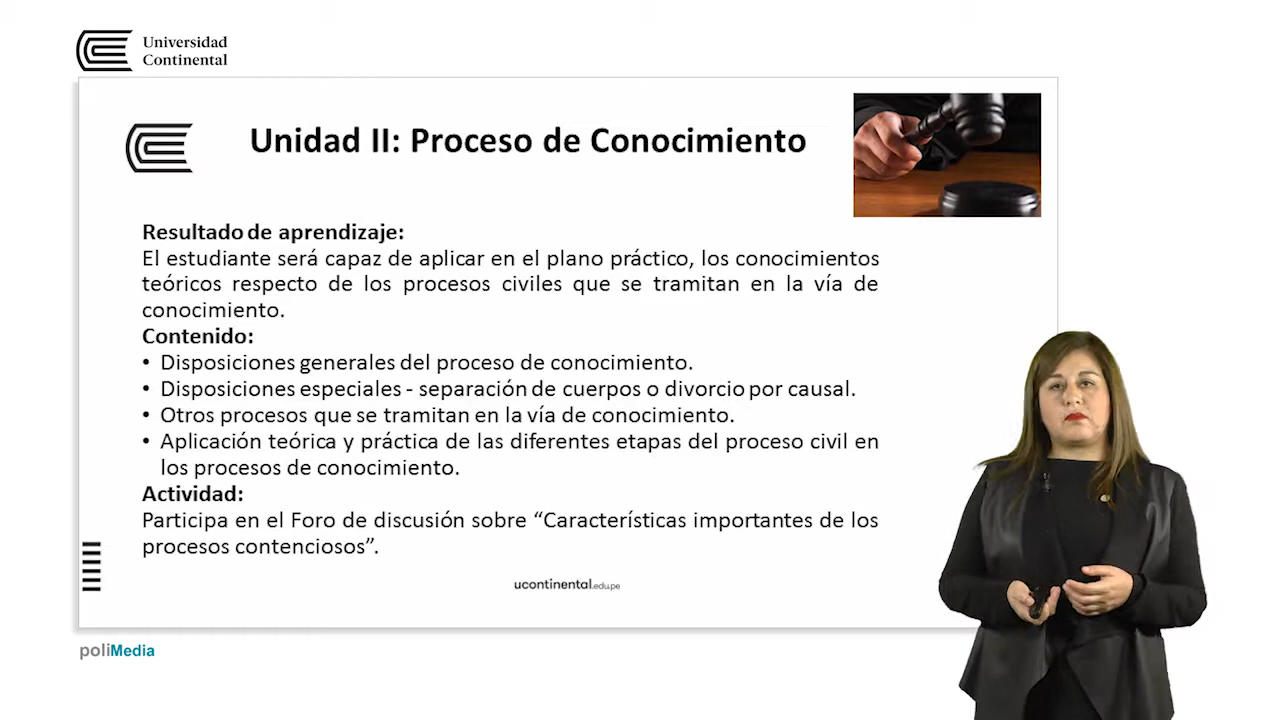 Universidad
Continental
Unidad II: Proceso de Conocimiento
Resultado de aprendizaje:
El estudiante será capaz de aplicar en el plano práctico, los conocimientos
teóricos respecto de los procesos civiles que se tramitan en la vía de
conocimiento.
Contenido:
• Disposiciones generales del proceso de conocimiento.
• Disposiciones especiales - separación de cuerpos o divorcio por causal.
• Otros procesos que se tramitan en la vía de conocimiento.
• Aplicación teórica y práctica de las diferentes etapas del proceso civil en
los procesos de conocimiento.
Actividad:
Participa en el Foro de discusión sobre “Características importantes de los
procesos contenciosos”.
ucontinental.edu.pe
poliMedia